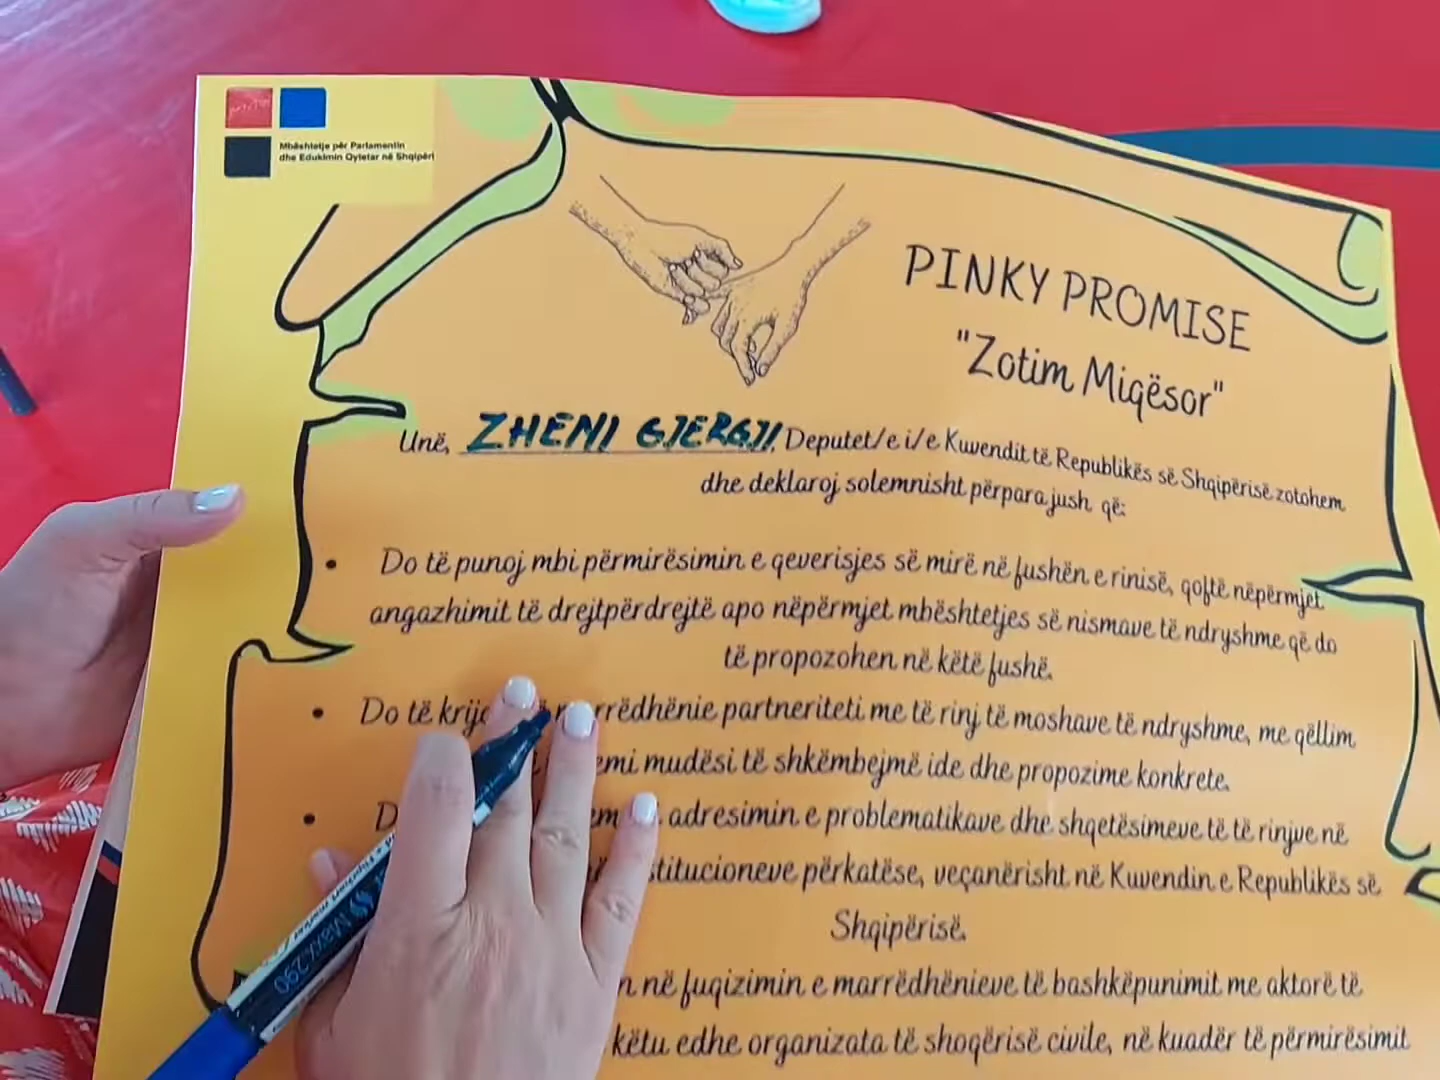 Mbështetje për Parlamentin
dhe Edukimin Qytetar në Shqipëri
PINKY PROMISE
"Zotim Miqësor"
Unë, ZHENI GJERGJI, Deputet/e i/e Kuvendit të Republikës së Shqipërisë zotohem
dhe deklaroj solemnisht përpara jush që:
• Do të punoj mbi përmirësimin e qeverisjes së mirë në fushën e rinisë, qoftë nëpërmjet
angazhimit të drejtpërdrejtë apo nëpërmjet mbështetjes së nismave të ndryshme që do
të propozohen në këtë fushë.
• Do të marrëdhënie partneriteti me të rinj të moshave të ndryshme, me qëllim
mudësi të shkëmbejmë ide dhe propozime konkrete.
• adresimin e problematikave dhe shqetësimeve të të rinjve në
përkatëse, veçanërisht në Kuvendin e Republikës së
Shqipërisë.
në fuqizimin e marrëdhënieve të bashkëpunimit me aktorë të
këtu edhe organizata të shoqërisë civile, në kuadër të përmirësimit
Maxx 290